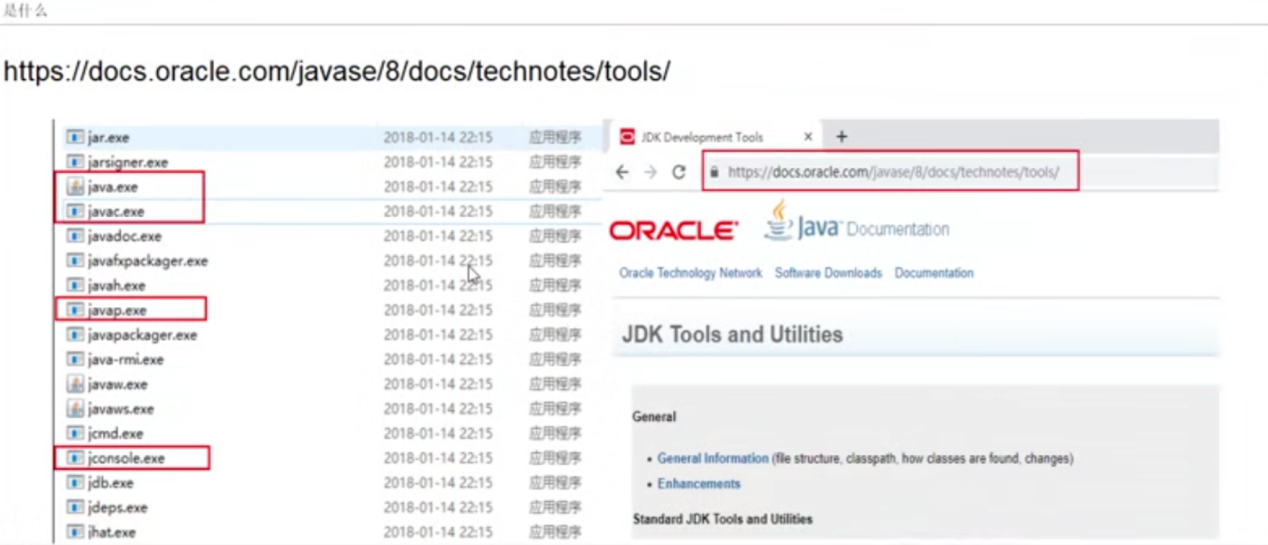 是什么
https://docs.oracle.com/javase/8/docs/technotes/tools/
jar.exe 2018-01-14 22:15 应用程序
jarsigner.exe 2018-01-14 22:15 应用程序
java.exe 2018-01-14 22:15 应用程序
javac.exe 2018-01-14 22:15 应用程序
javadoc.exe 2018-01-14 22:15 应用程序
javafxpackager.exe 2018-01-14 22:15 应用程序
javah.exe 2018-01-14 22:15 应用程序
javap.exe 2018-01-14 22:15 应用程序
javapackager.exe 2018-01-14 22:15 应用程序
java-rmi.exe 2018-01-14 22:15 应用程序
javaw.exe 2018-01-14 22:15 应用程序
javaws.exe 2018-01-14 22:15 应用程序
jcmd.exe 2018-01-14 22:15 应用程序
jconsole.exe 2018-01-14 22:15 应用程序
jdb.exe 2018-01-14 22:15 应用程序
jdeps.exe 2018-01-14 22:15 应用程序
jhat.exe 2018-01-14 22:15 应用程序
JDK Development Tools
https://docs.oracle.com/javase/8/docs/technotes/tools/
ORACLE Java Documentation
Oracle Technology Network Software Downloads Documentation
JDK Tools and Utilities
General
• General Information (file structure, classpath, how classes are found, changes)
• Enhancements
Standard JDK Tools and Utilities